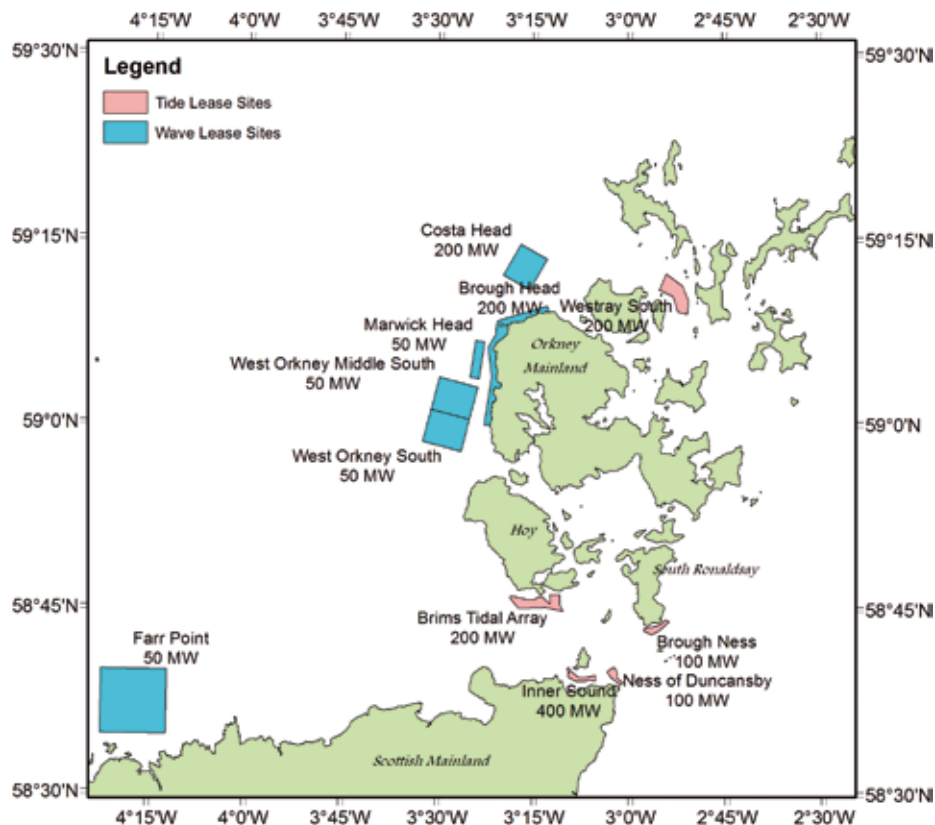 4°15'W 4°0'W 3°45'W 3°30'W 3°15'W 3°0'W 2°45'W 2°30'W
59°30'N
59°30'N
Legend
Tide Lease Sites
Wave Lease Sites
59°15'N
59°15'N
Costa Head
200 MW
Brough Head
200 MW
Westray South
200 MW
Marwick Head
50 MW
Orkney
Mainland
West Orkney Middle South
50 MW
59°0'N
59°0'N
West Orkney South
50 MW
Hoy
South Ronaldsay
58°45'N
58°45'N
Brims Tidal Array
200 MW
Farr Point
50 MW
Brough Ness
100 MW
Ness of Duncansby
100 MW
Inner Sound
400 MW
Scottish Mainland
58°30'N
58°30'N
4°15'W 4°0'W 3°45'W 3°30'W 3°15'W 3°0'W 2°45'W 2°30'W